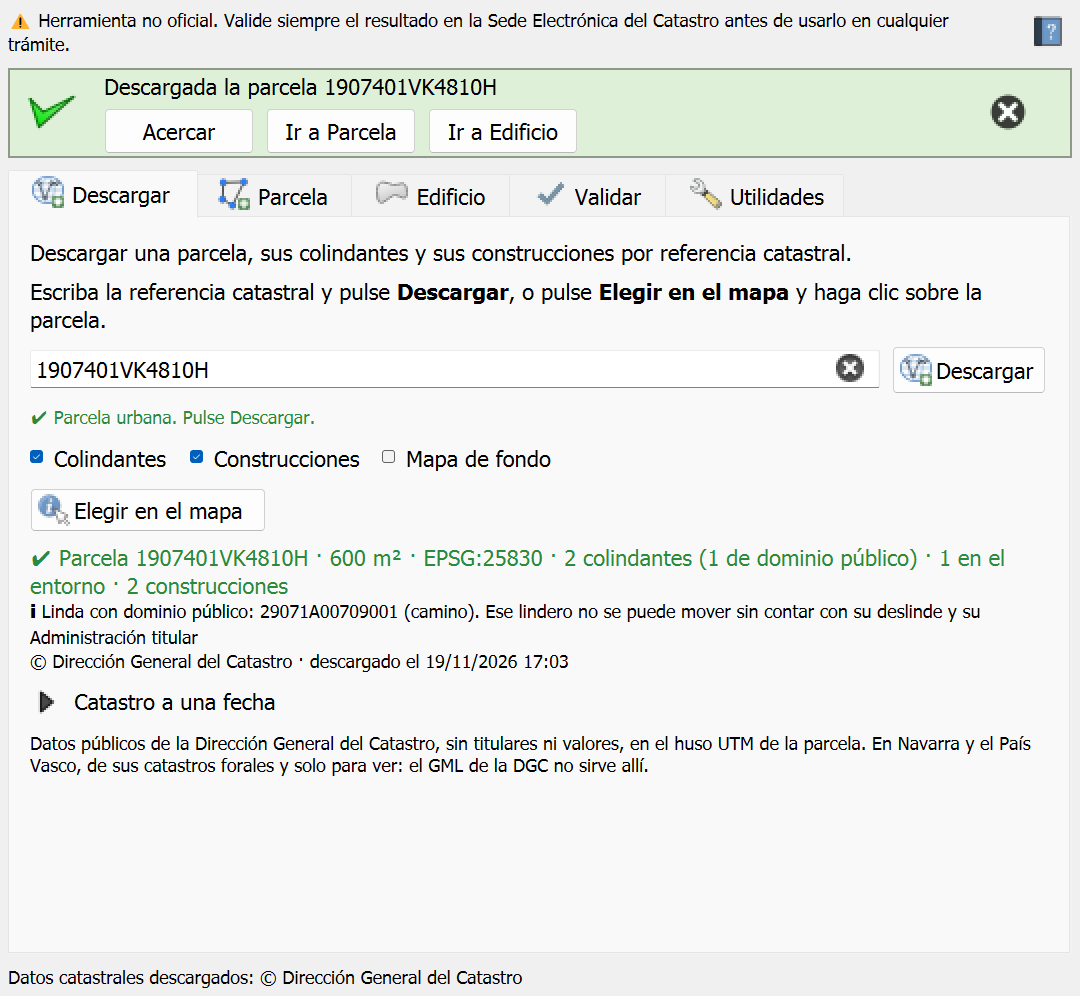 ⚠ Herramienta no oficial. Valide siempre el resultado en la Sede Electrónica del Catastro antes de usarlo en cualquier
trámite.
?
Descargada la parcela 1907401VK4810H
Acercar Ir a Parcela Ir a Edificio
Descargar Parcela Edificio Validar Utilidades
Descargar una parcela, sus colindantes y sus construcciones por referencia catastral.
Escriba la referencia catastral y pulse Descargar, o pulse Elegir en el mapa y haga clic sobre la
parcela.
1907401VK4810H Descargar
✔ Parcela urbana. Pulse Descargar.
Colindantes Construcciones Mapa de fondo
Elegir en el mapa
✔ Parcela 1907401VK4810H · 600 m² · EPSG:25830 · 2 colindantes (1 de dominio público) · 1 en el
entorno · 2 construcciones
ℹ Linda con dominio público: 29071A00709001 (camino). Ese lindero no se puede mover sin contar con su deslinde y su
Administración titular
© Dirección General del Catastro · descargado el 19/11/2026 17:03
Catastro a una fecha
Datos públicos de la Dirección General del Catastro, sin titulares ni valores, en el huso UTM de la parcela. En Navarra y el País
Vasco, de sus catastros forales y solo para ver: el GML de la DGC no sirve allí.
Datos catastrales descargados: © Dirección General del Catastro